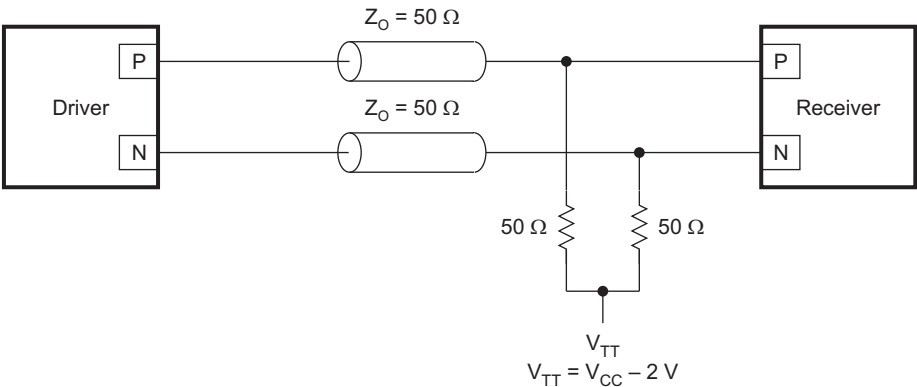 Z_O = 50 Ω
P
P
Driver
Z_O = 50 Ω
Receiver
N
N
50 Ω
50 Ω
V_TT
V_TT = V_CC – 2 V